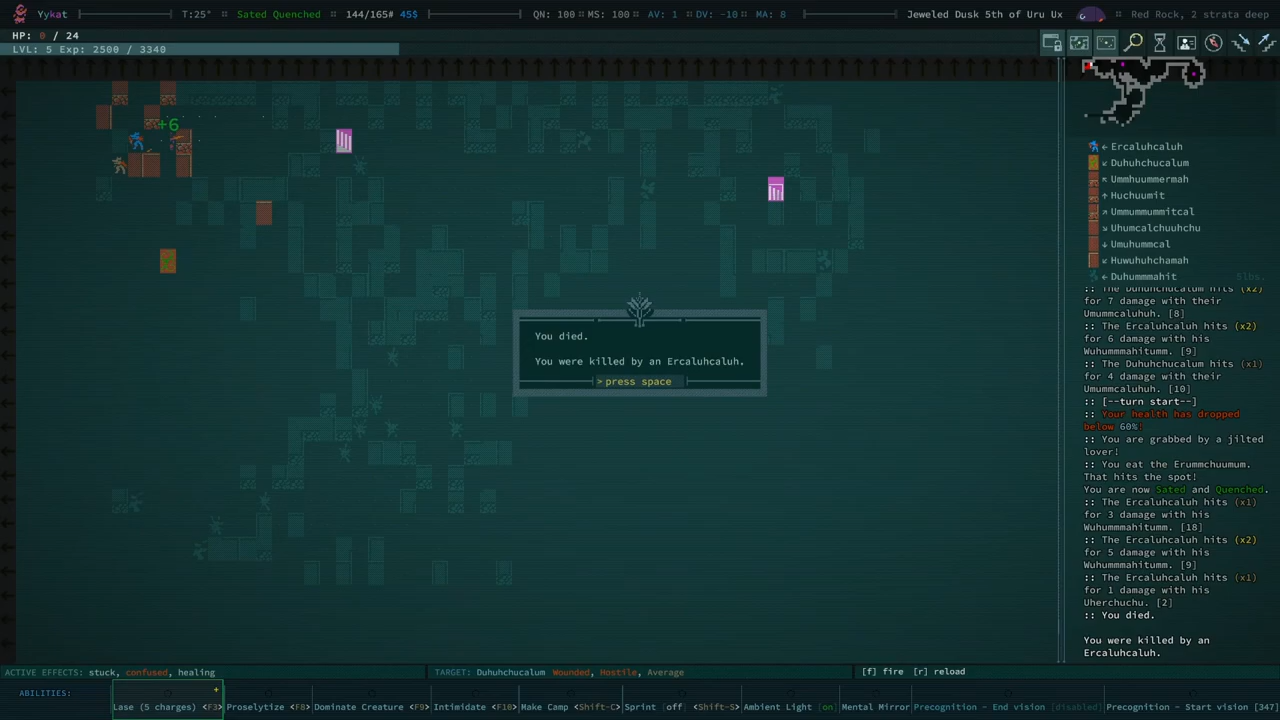 Yykat T:25° Sated Quenched 144/165# 45$ QN: 100 MS: 100 AV: 1 DV: -10 MA: 8 Jeweled Dusk 5th of Uru Ux Red Rock, 2 strata deep
HP: 0 / 24
LVL: 5 Exp: 2500 / 3340
+6
You died.
You were killed by an Ercaluhcaluh.
>press space
Ercaluhcaluh
Duhuhchucalum
Ummhuummermah
Huchuumit
Ummummummitcal
Uhumcalchuuhchu
Umuhummcal
Huwuhuhchamah
Duhummmahit 5lbs
:: The Duhuhchucalum hits (x2)
for 7 damage with their
Umummcaluhuh. [8]
:: The Ercaluhcaluh hits (x2)
for 6 damage with his
Wuhummmahitumm. [9]
:: The Duhuhchucalum hits (x1)
for 4 damage with their
Umummcaluhuh. [10]
:: [--turn start--]
:: Your health has dropped
below 60%!
:: You are grabbed by a jilted
lover!
:: You eat the Erummchuumum.
That hits the spot!
You are now Sated and Quenched.
:: The Ercaluhcaluh hits (x1)
for 3 damage with his
Wuhummmahitumm. [18]
:: The Ercaluhcaluh hits (x2)
for 5 damage with his
Wuhummmahitumm. [9]
:: The Ercaluhcaluh hits (x1)
for 1 damage with his
Uherchuchu. [2]
:: You died.
You were killed by an
Ercaluhcaluh.
ACTIVE EFFECTS: stuck, confused, healing TARGET: Duhuhchucalum Wounded, Hostile, Average [f] fire [r] reload
ABILITIES: Lase (5 charges) <F3> Proselytize <F8> Dominate Creature <F9> Intimidate <F10> Make Camp <Shift-C> Sprint [off] <Shift-S> Ambient Light [on] Mental Mirror Precognition - End vision [disabled] Precognition - Start vision [347]